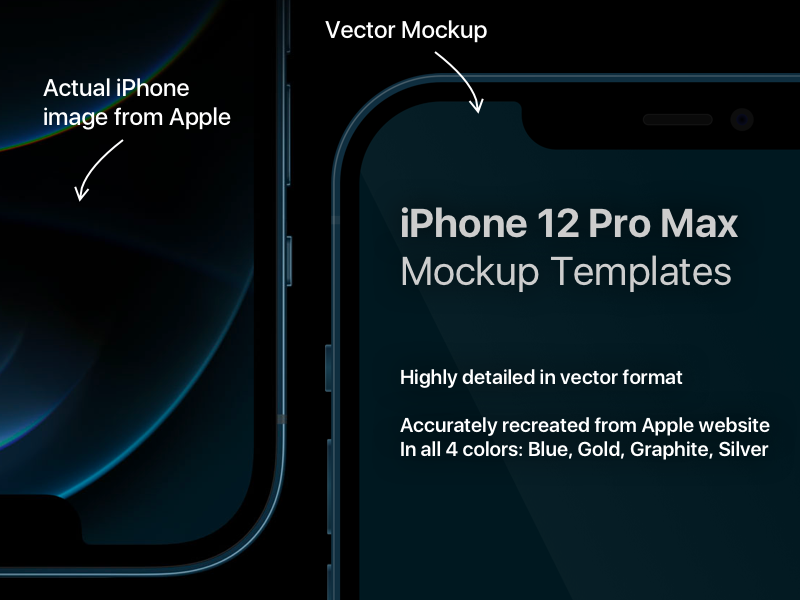 Vector Mockup
Actual iPhone
image from Apple
iPhone 12 Pro Max
Mockup Templates
Highly detailed in vector format
Accurately recreated from Apple website
In all 4 colors: Blue, Gold, Graphite, Silver